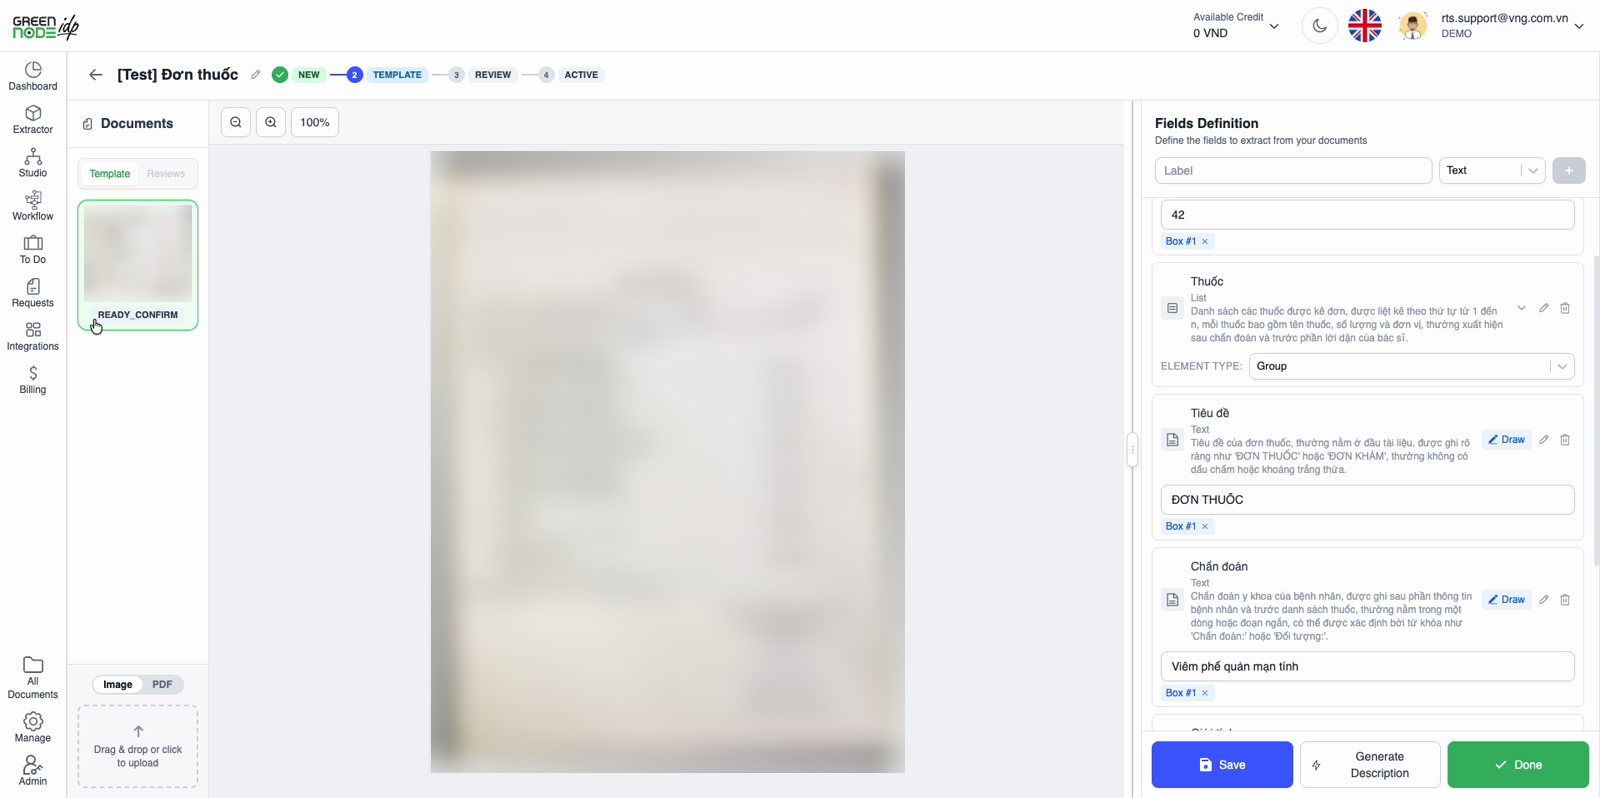 GREEN
NODE idp
Available Credit
0 VND
rts.support@vng.com.vn
DEMO
Dashboard
Extractor
Studio
Workflow
To Do
Requests
Integrations
Billing
All
Documents
Manage
Admin
[Test] Đơn thuốc
NEW
2 TEMPLATE
3 REVIEW
4 ACTIVE
Documents
Template Reviews
READY_CONFIRM
Image PDF
Drag & drop or click
to upload
100%
Fields Definition
Define the fields to extract from your documents
Label
Text
42
Box #1 ×
Thuốc
List
Danh sách các thuốc được kê đơn, được liệt kê theo thứ tự từ 1 đến
n, mỗi thuốc bao gồm tên thuốc, số lượng và đơn vị, thường xuất hiện
sau chẩn đoán và trước phần lời dặn của bác sĩ.
ELEMENT TYPE: Group
Tiêu đề
Text
Draw
Tiêu đề của đơn thuốc, thường nằm ở đầu tài liệu, được ghi rõ
ràng như 'ĐƠN THUỐC' hoặc 'ĐƠN KHÁM', thường không có
dấu chấm hoặc khoảng trắng thừa.
ĐƠN THUỐC
Box #1 ×
Chẩn đoán
Text
Draw
Chẩn đoán y khoa của bệnh nhân, được ghi sau phần thông tin
bệnh nhân và trước danh sách thuốc, thường nằm trong một
dòng hoặc đoạn ngắn, có thể được xác định bởi từ khóa như
'Chẩn đoán:' hoặc 'Đối tượng:'.
Viêm phế quản mạn tính
Box #1 ×
Save
Generate
Description
Done